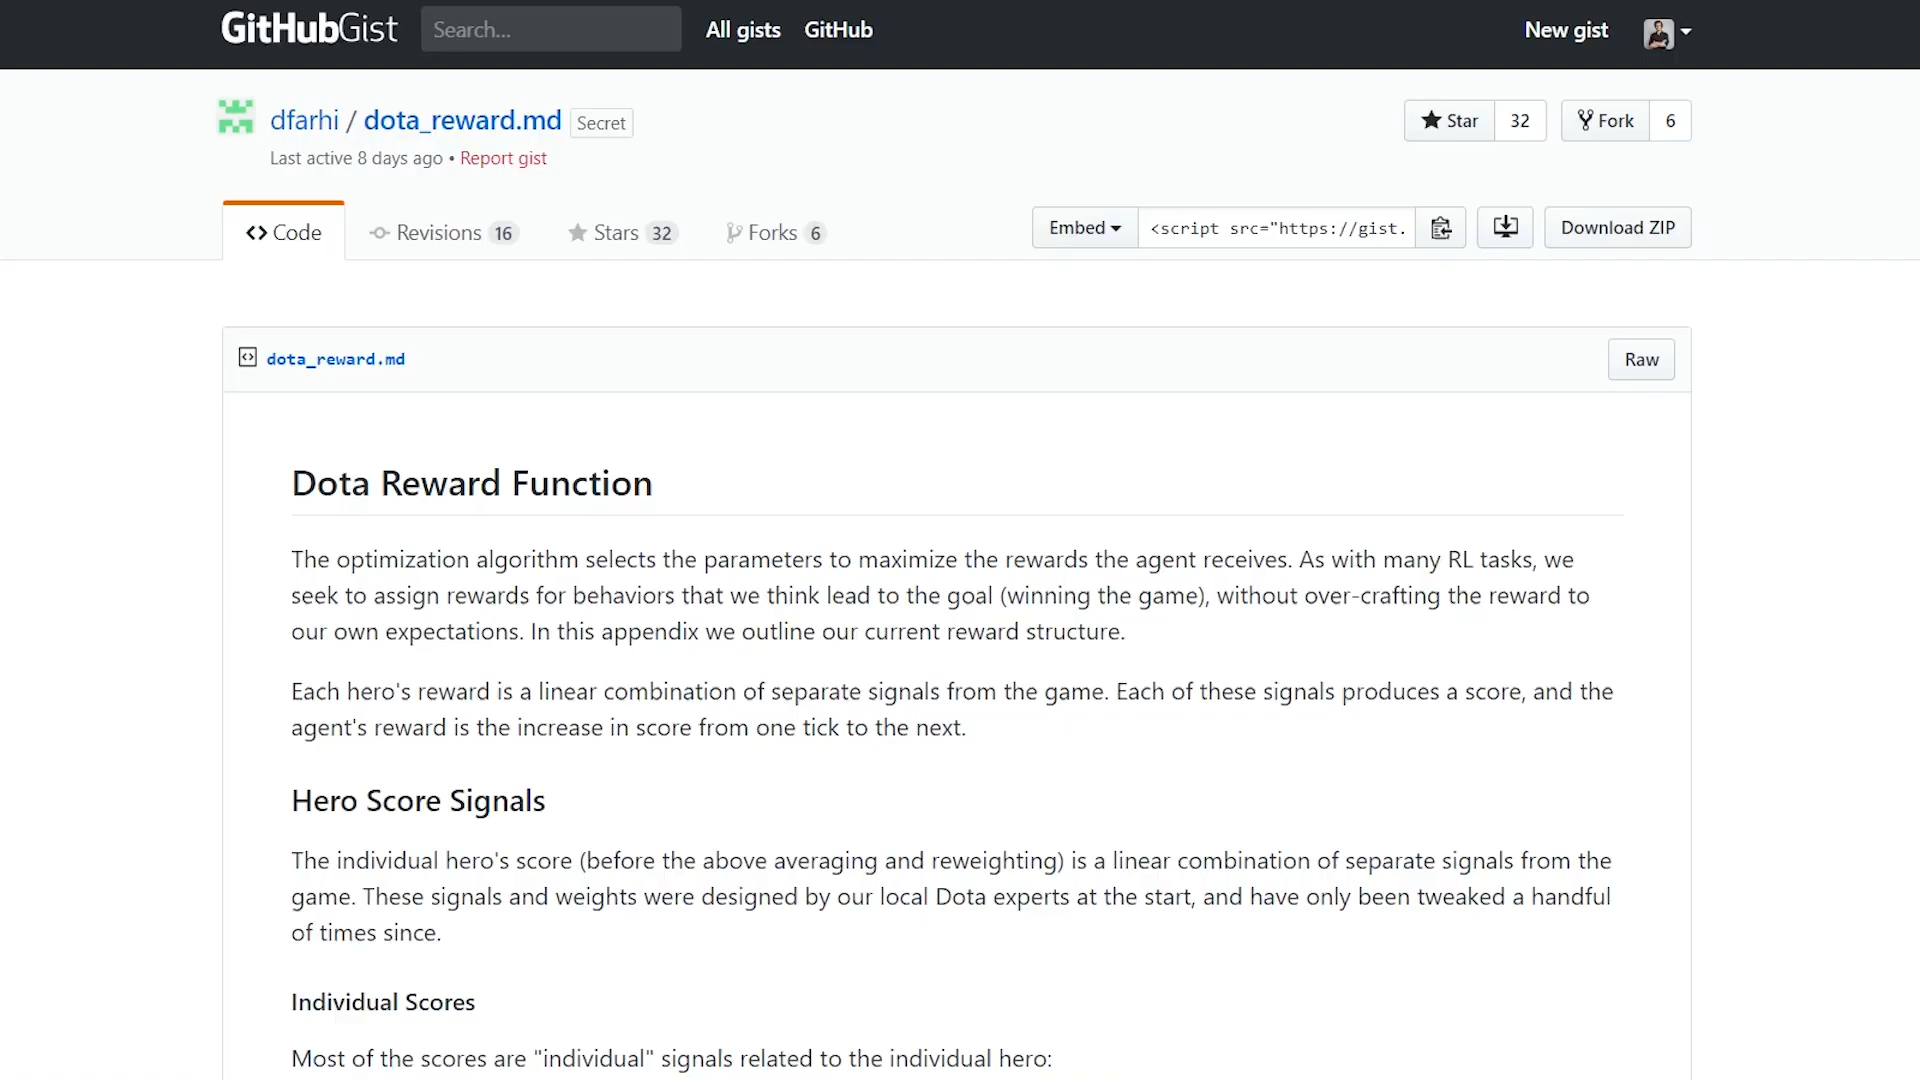 GitHubGist Search... All gists GitHub New gist
dfarhi / dota_reward.md Secret Star 32 Fork 6
Last active 8 days ago • Report gist
<> Code Revisions 16 Stars 32 Forks 6 Embed <script src="https://gist. Download ZIP
dota_reward.md Raw
Dota Reward Function
The optimization algorithm selects the parameters to maximize the rewards the agent receives. As with many RL tasks, we
seek to assign rewards for behaviors that we think lead to the goal (winning the game), without over-crafting the reward to
our own expectations. In this appendix we outline our current reward structure.
Each hero's reward is a linear combination of separate signals from the game. Each of these signals produces a score, and the
agent's reward is the increase in score from one tick to the next.
Hero Score Signals
The individual hero's score (before the above averaging and reweighting) is a linear combination of separate signals from the
game. These signals and weights were designed by our local Dota experts at the start, and have only been tweaked a handful
of times since.
Individual Scores
Most of the scores are "individual" signals related to the individual hero: